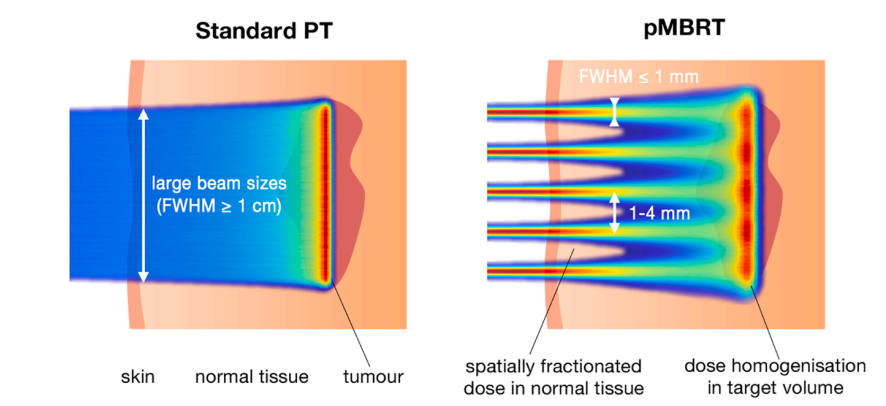 Standard PT
large beam sizes
(FWHM ≥ 1 cm)
skin
normal tissue
tumour
pMBRT
FWHM ≤ 1 mm
1-4 mm
spatially fractionated
dose in normal tissue
dose homogenisation
in target volume